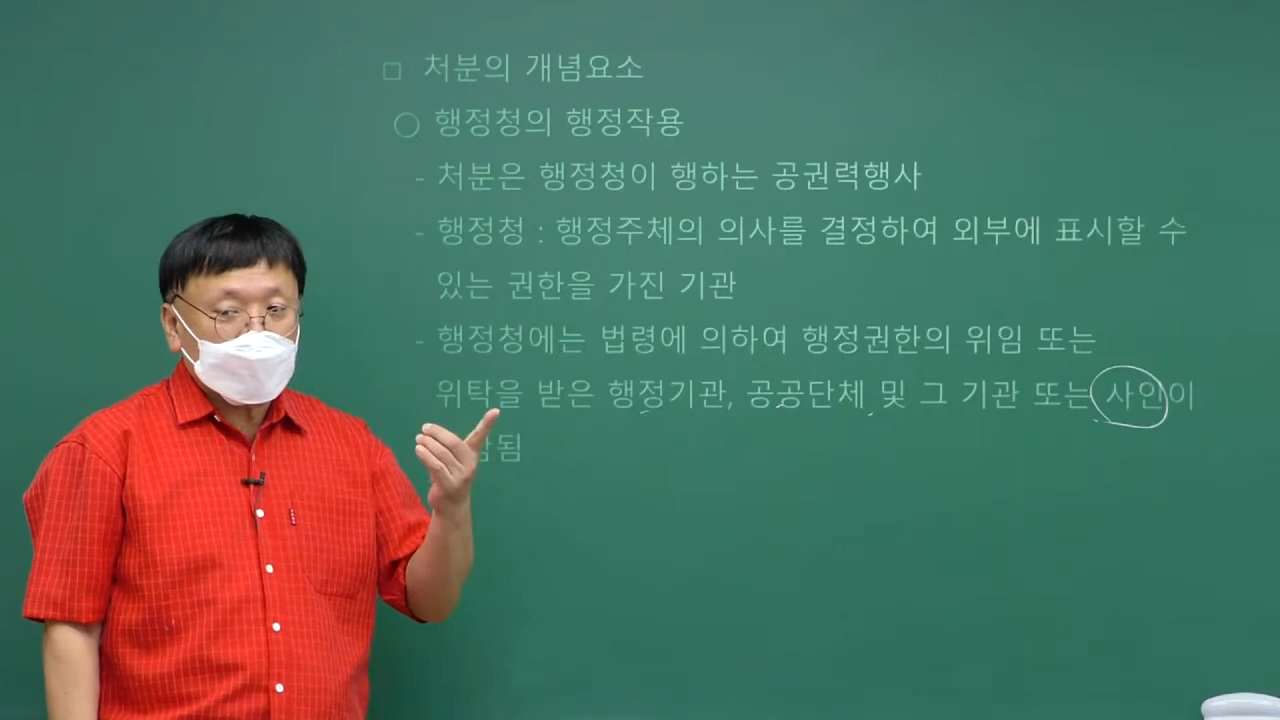 □ 처분의 개념요소
○ 행정청의 행정작용
- 처분은 행정청이 행하는 공권력행사
- 행정청 : 행정주체의 의사를 결정하여 외부에 표시할 수
있는 권한을 가진 기관
- 행정청에는 법령에 의하여 행정권한의 위임 또는
위탁을 받은 행정기관, 공공단체 및 그 기관 또는 사인이